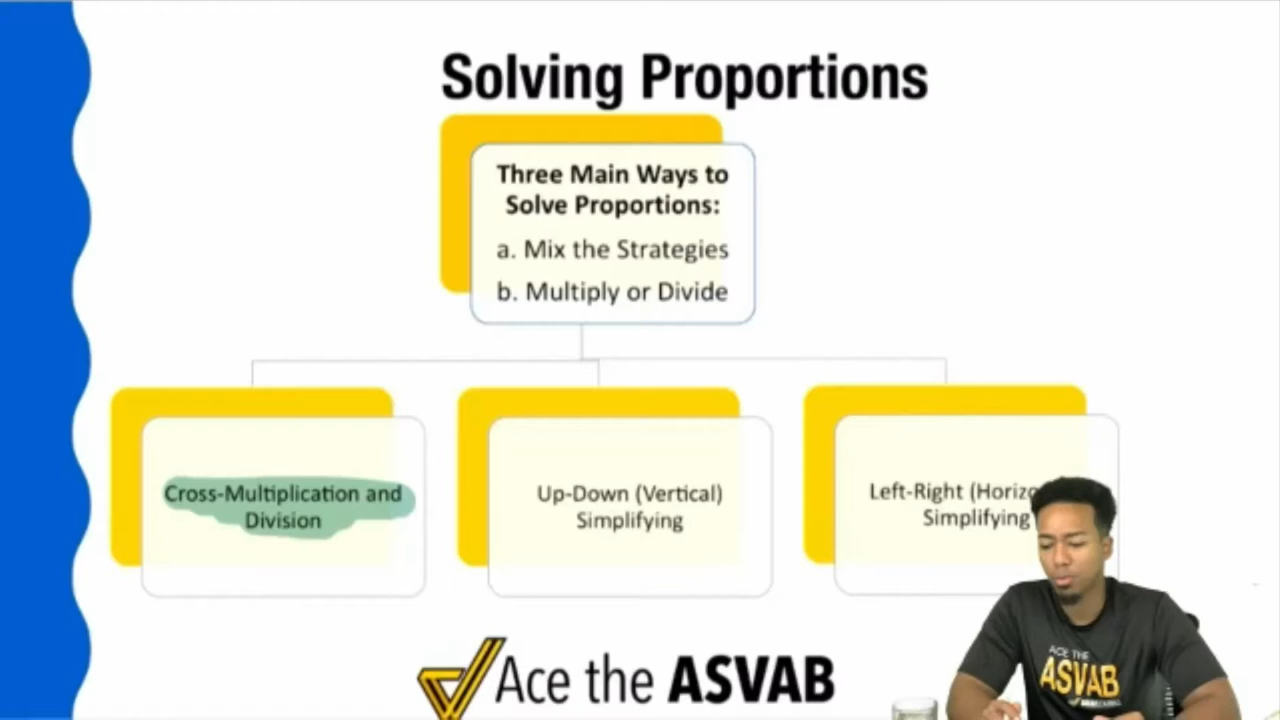 Solving Proportions
Three Main Ways to
Solve Proportions:
a. Mix the Strategies
b. Multiply or Divide
Cross-Multiplication and
Division
Up-Down (Vertical)
Simplifying
Left-Right (Horizo
Simplifying
Ace the ASVAB
ACE THE
ASVAB